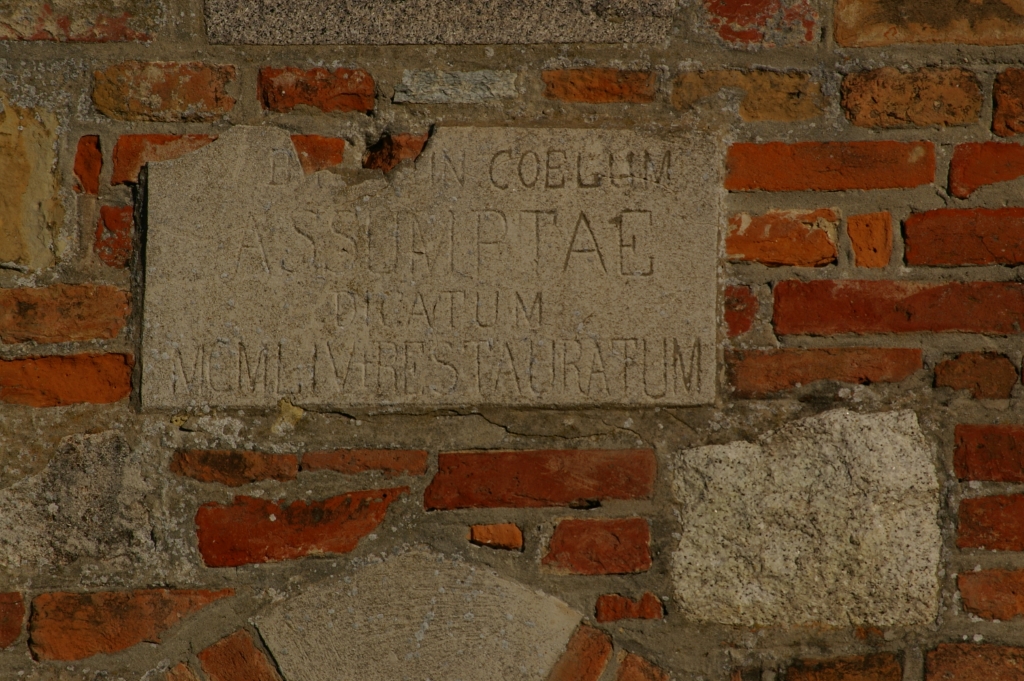 IN COELUM
ASSUMPTAE
DICATUM
MCMLIV·RESTAURATUM